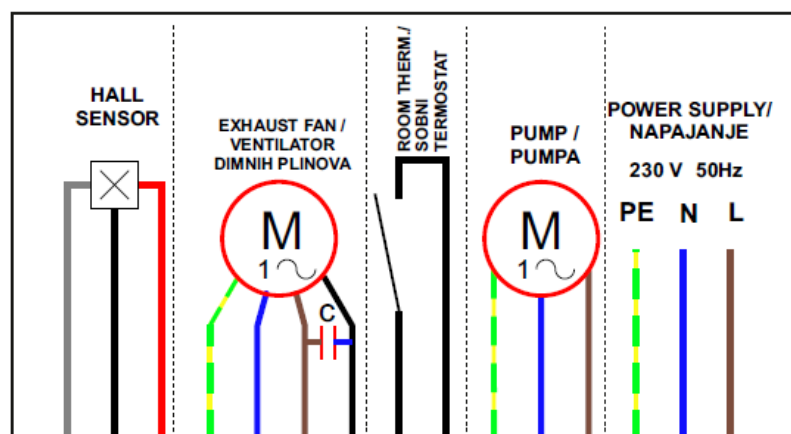 HALL
SENSOR
EXHAUST FAN /
VENTILATOR
DIMNIH PLINOVA
M
1
C
ROOM THERM./
SOBNI
TERMOSTAT
PUMP /
PUMPA
M
1
POWER SUPPLY/
NAPAJANJE
230 V 50Hz
PE N L